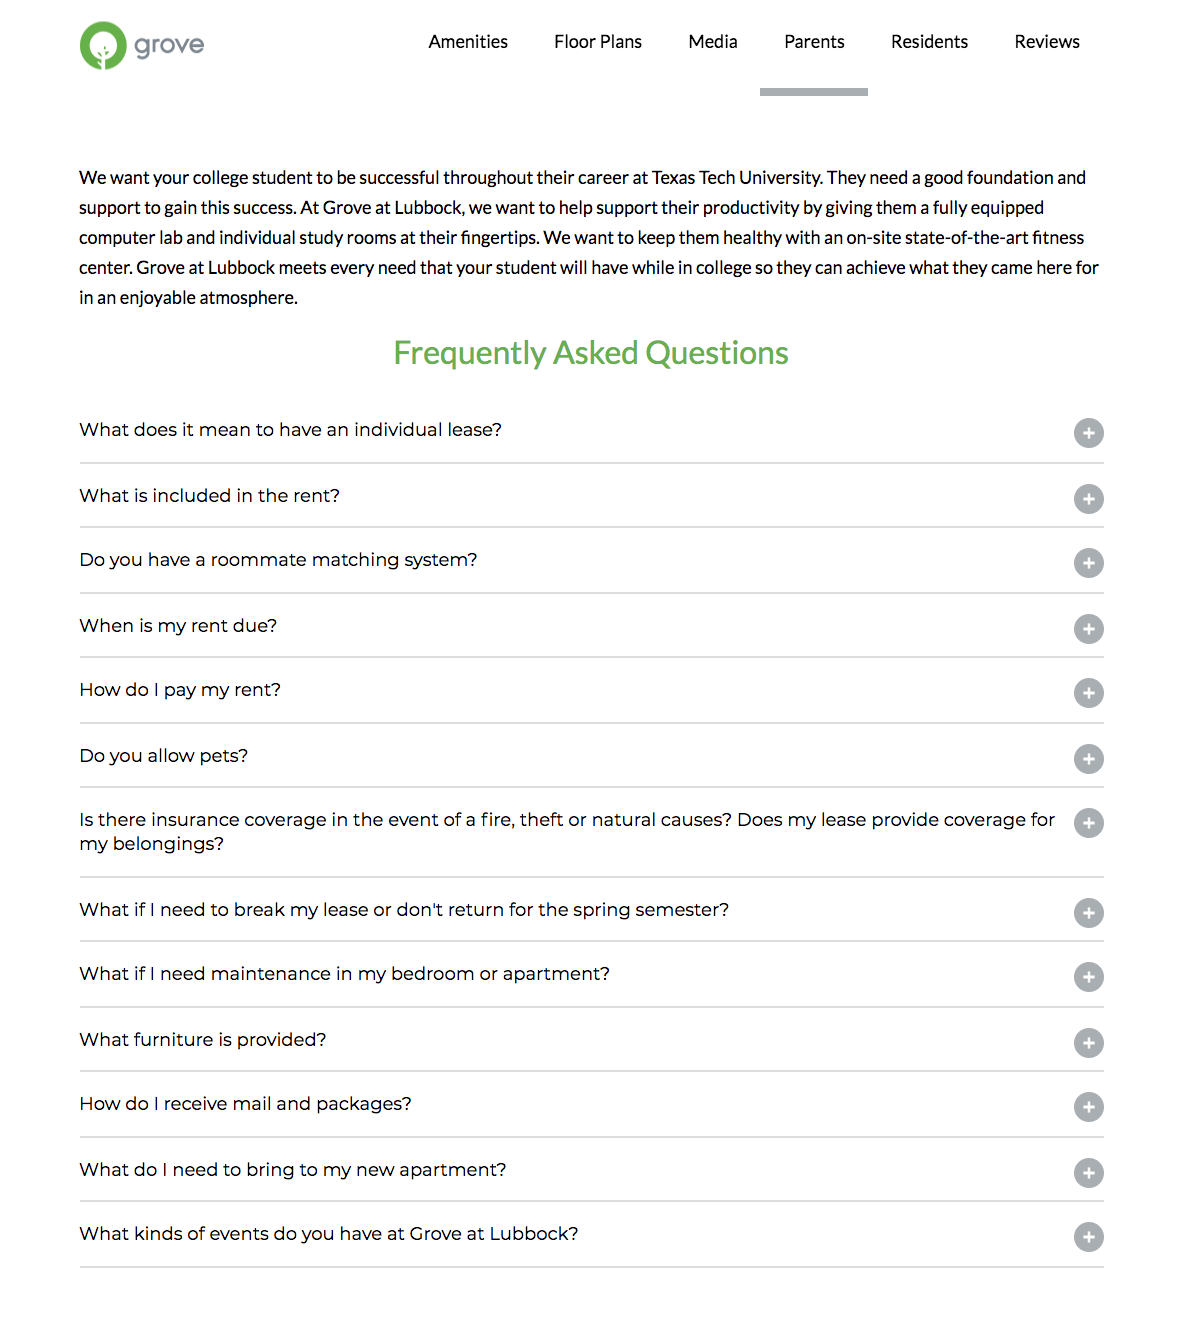 grove
Amenities Floor Plans Media Parents Residents Reviews
We want your college student to be successful throughout their career at Texas Tech University. They need a good foundation and
support to gain this success. At Grove at Lubbock, we want to help support their productivity by giving them a fully equipped
computer lab and individual study rooms at their fingertips. We want to keep them healthy with an on-site state-of-the-art fitness
center. Grove at Lubbock meets every need that your student will have while in college so they can achieve what they came here for
in an enjoyable atmosphere.
Frequently Asked Questions
What does it mean to have an individual lease?
What is included in the rent?
Do you have a roommate matching system?
When is my rent due?
How do I pay my rent?
Do you allow pets?
Is there insurance coverage in the event of a fire, theft or natural causes? Does my lease provide coverage for
my belongings?
What if I need to break my lease or don't return for the spring semester?
What if I need maintenance in my bedroom or apartment?
What furniture is provided?
How do I receive mail and packages?
What do I need to bring to my new apartment?
What kinds of events do you have at Grove at Lubbock?